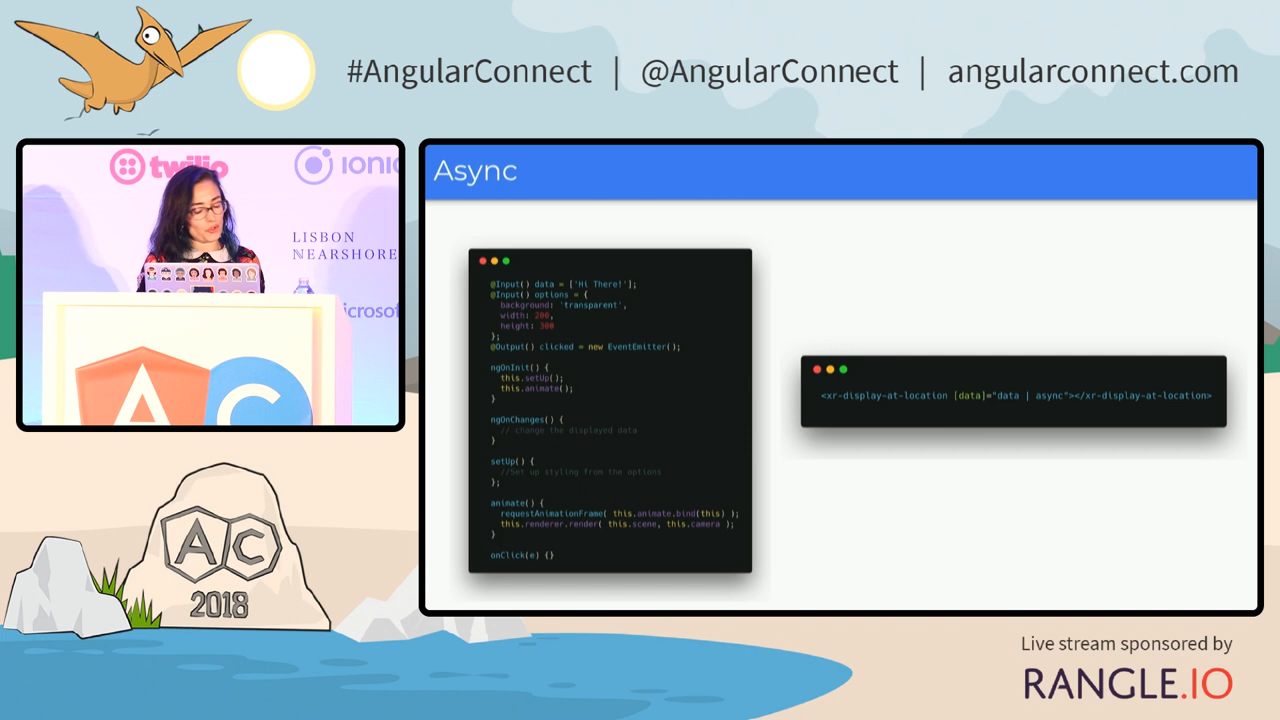 #AngularConnect | @AngularConnect | angularconnect.com
twilio
IONIC
LISBON
NEARSHORE
icrosof
AC
AC
2018
Async
@Input() data = ['Hi There!'];
@Input() options = {
background: 'transparent',
width: 200,
height: 300
};
@Output() clicked = new EventEmitter();
ngOnInit() {
this.setUp();
this.animate();
}
ngOnChanges() {
// change the displayed data
}
setUp() {
//Set up styling from the options
};
animate() {
requestAnimationFrame( this.animate.bind(this) );
this.renderer.render( this.scene, this.camera );
}
onClick(e) {}
<xr-display-at-location [data]="data | async"></xr-display-at-location>
Live stream sponsored by
RANGLE.IO